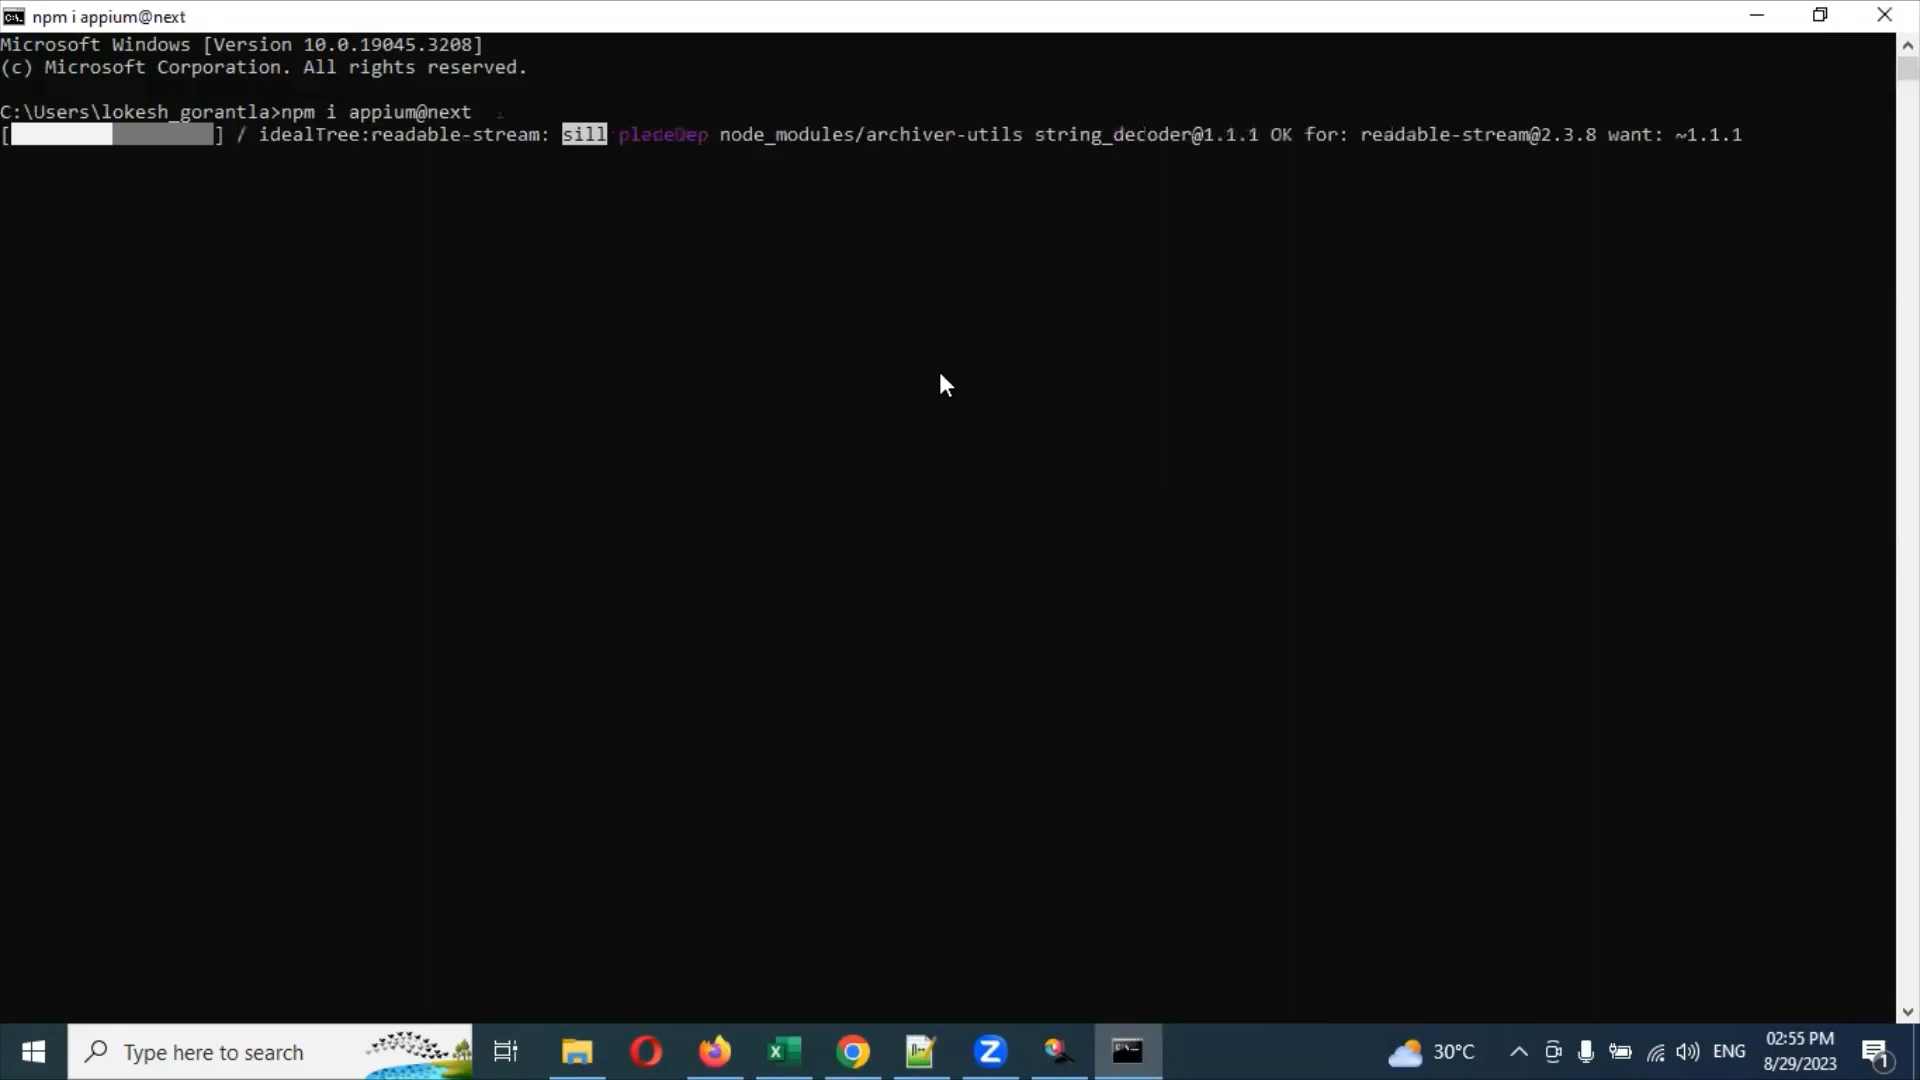 npm i appium@next
Microsoft Windows [Version 10.0.19045.3208]
(c) Microsoft Corporation. All rights reserved.
C:\Users\lokesh_gorantla>npm i appium@next
[ ] / idealTree:readable-stream: sill node_modules/archiver-utils string_decoder@1.1.1 OK for: readable-stream@2.3.8 want: ~1.1.1
Type here to search
30°C
ENG
02:55 PM
8/29/2023
1